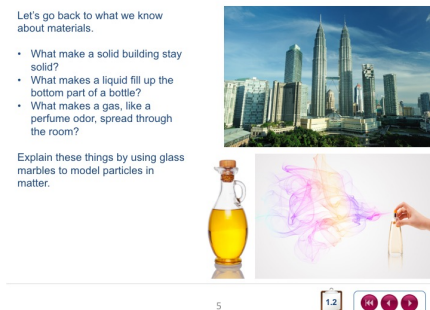 Let's go back to what we know
about materials.
• What make a solid building stay
solid?
• What makes a liquid fill up the
bottom part of a bottle?
• What makes a gas, like a
perfume odor, spread through
the room?
Explain these things by using glass
marbles to model particles in
matter.
5
1.2